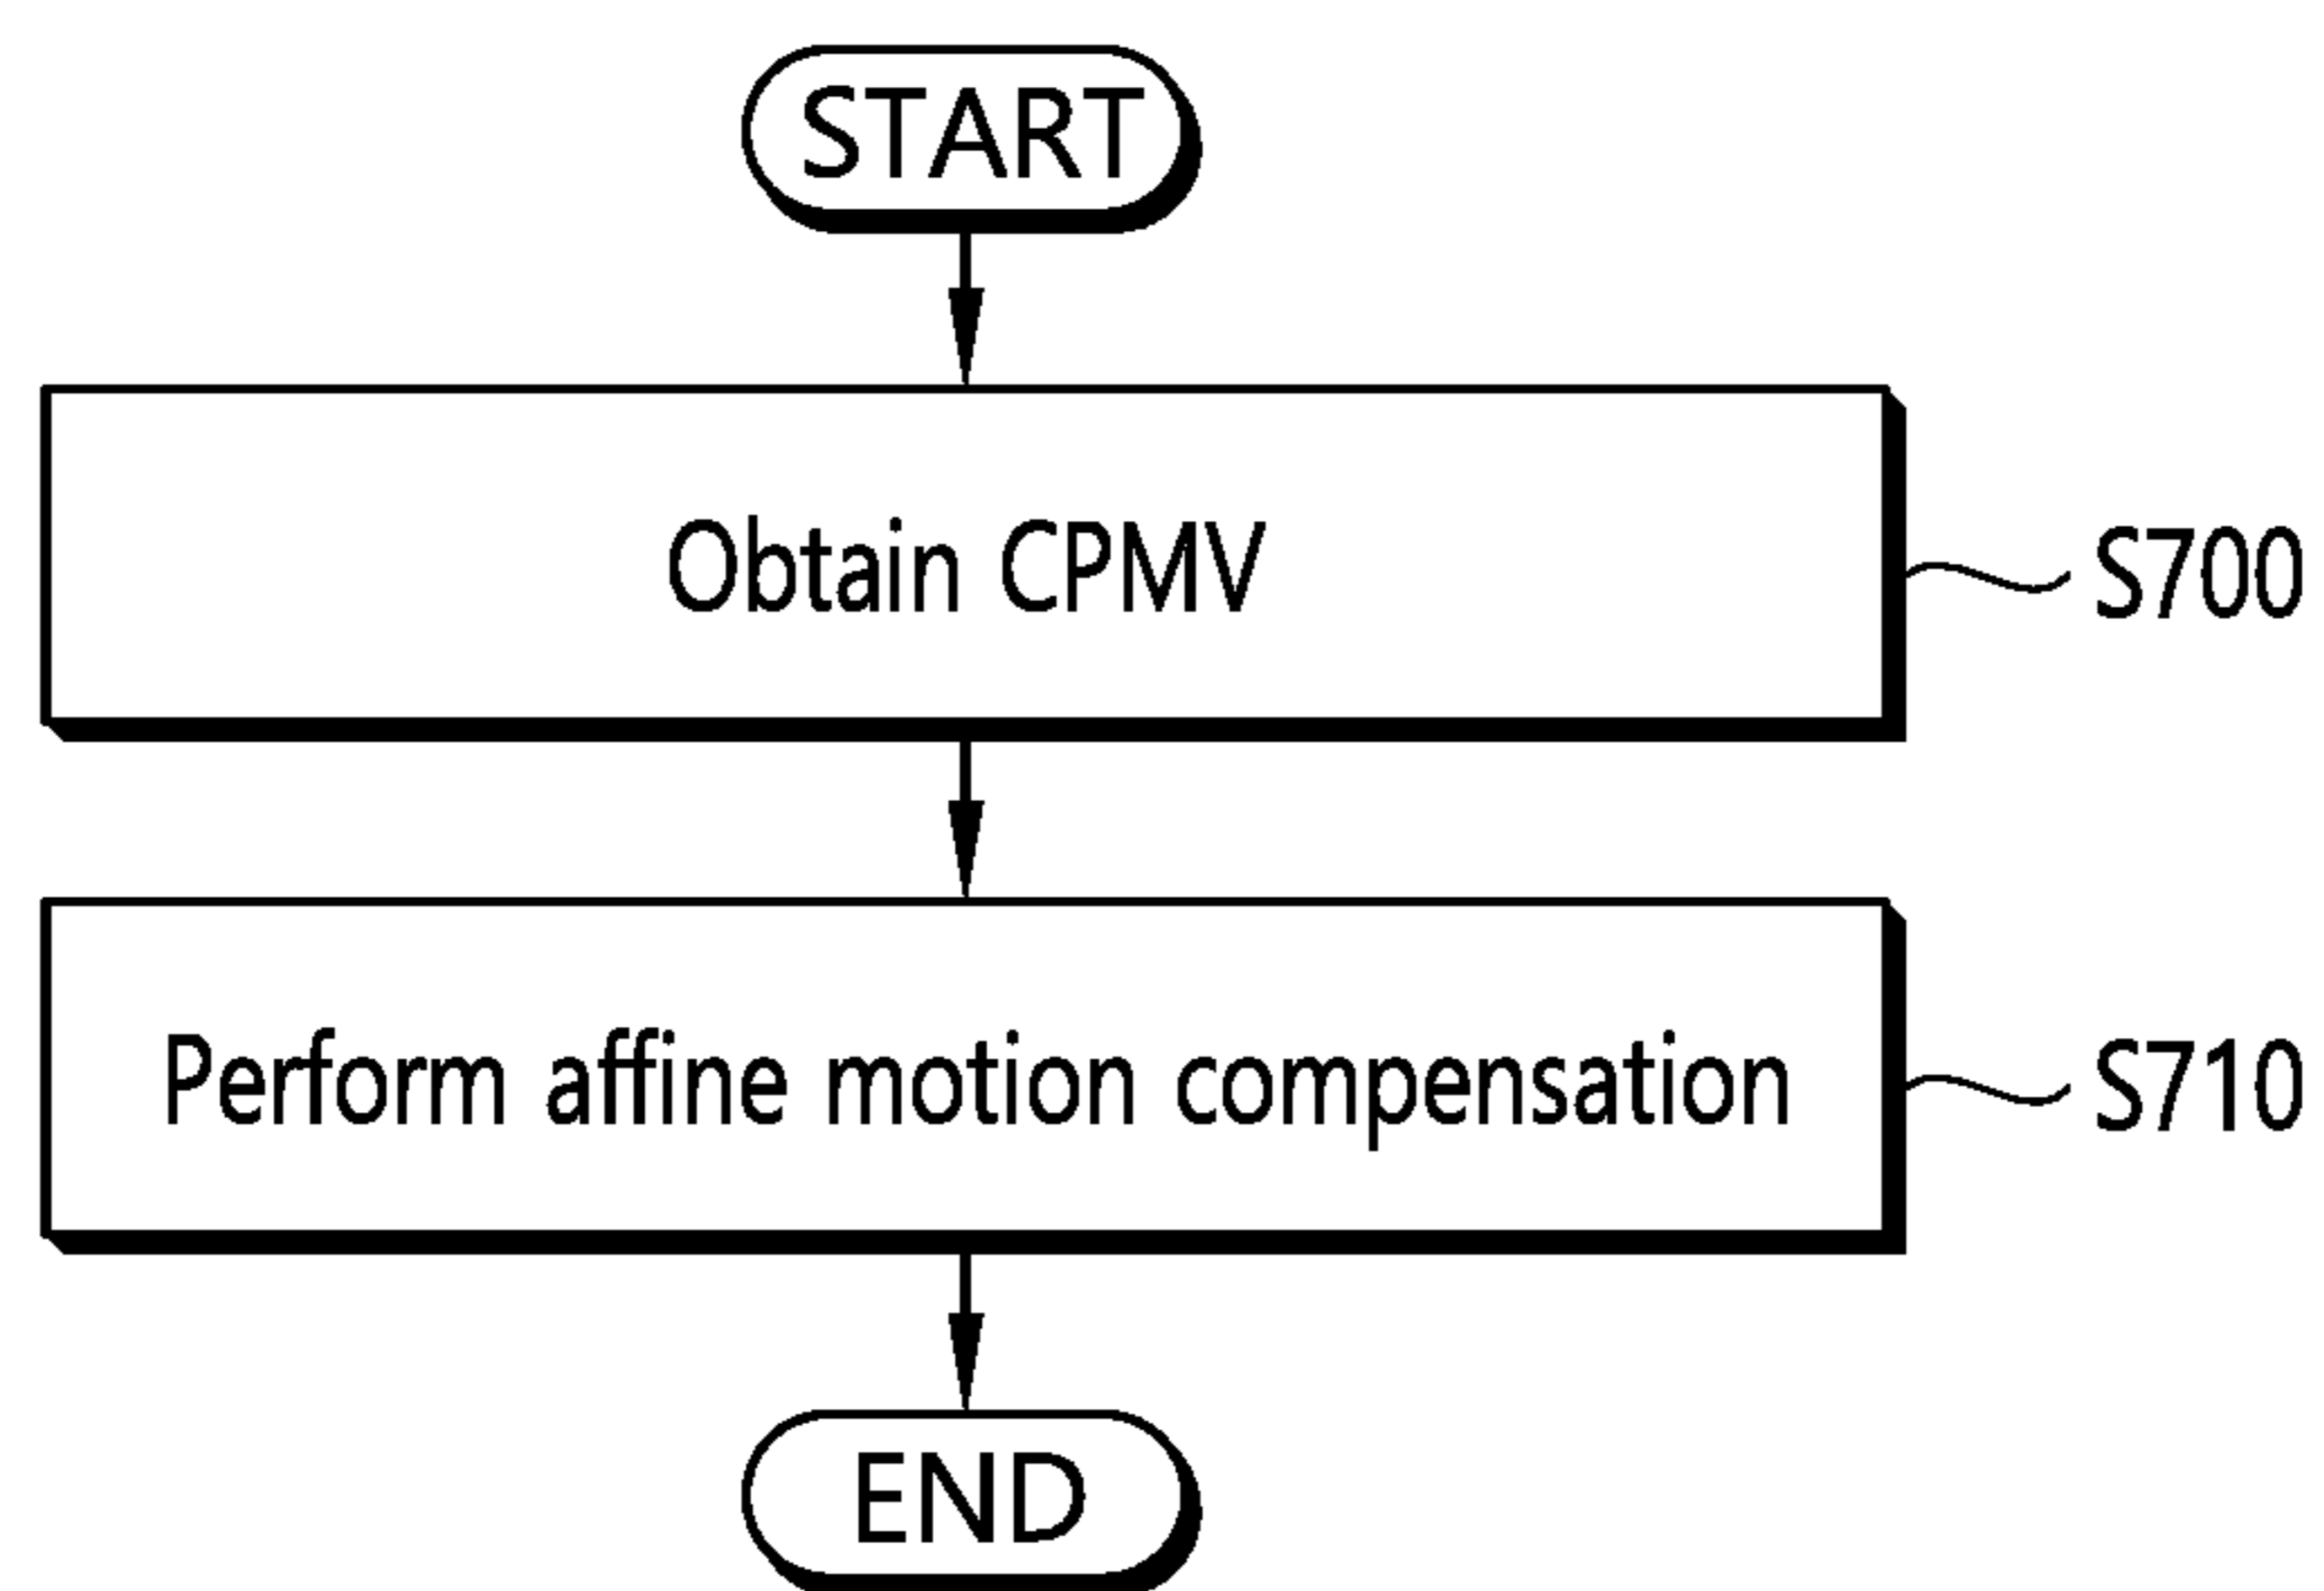 START
Obtain CPMV
S700
Perform affine motion compensation
S710
END